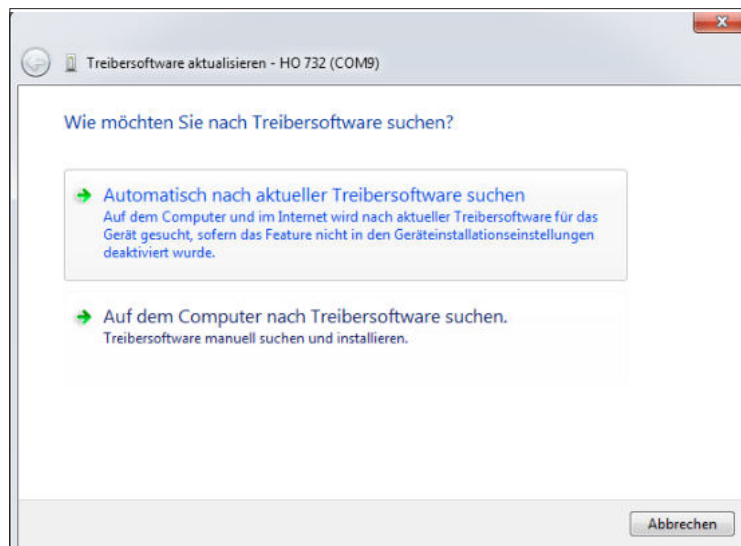 Treibersoftware aktualisieren - HO 732 (COM9)
Wie möchten Sie nach Treibersoftware suchen?
Automatisch nach aktueller Treibersoftware suchen
Auf dem Computer und im Internet wird nach aktueller Treibersoftware für das
Gerät gesucht, sofern das Feature nicht in den Geräteinstallationseinstellungen
deaktiviert wurde.
Auf dem Computer nach Treibersoftware suchen.
Treibersoftware manuell suchen und installieren.
Abbrechen